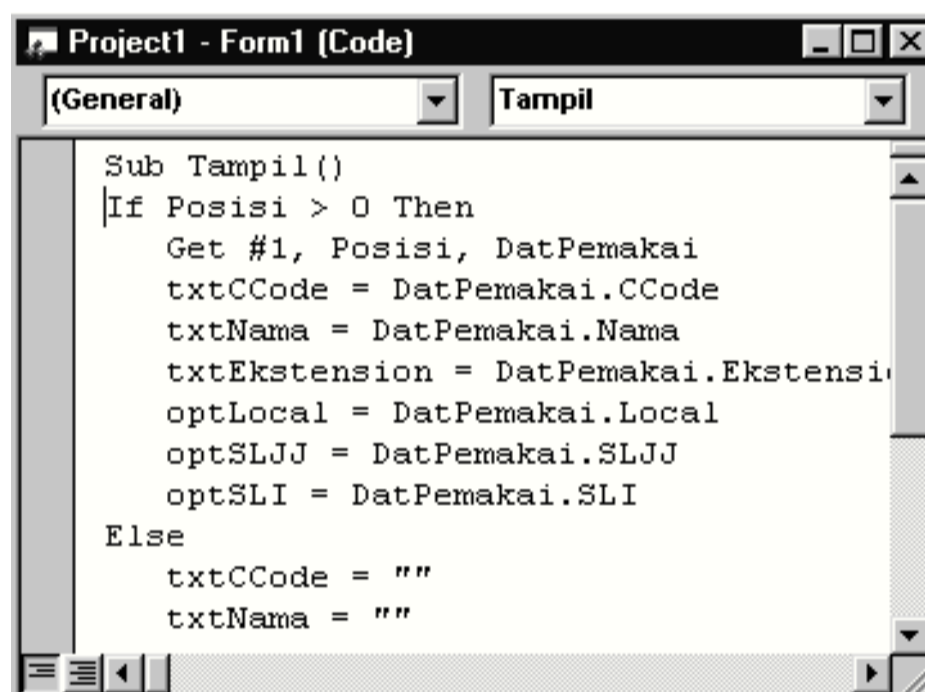 Project1 - Form1 (Code)
(General) Tampil
Sub Tampil()
If Posisi > 0 Then
Get #1, Posisi, DatPemakai
txtCCode = DatPemakai.CCode
txtNama = DatPemakai.Nama
txtEkstension = DatPemakai.Ekstensi
optLocal = DatPemakai.Local
optSLJJ = DatPemakai.SLJJ
optSLI = DatPemakai.SLI
Else
txtCCode = ""
txtNama = ""